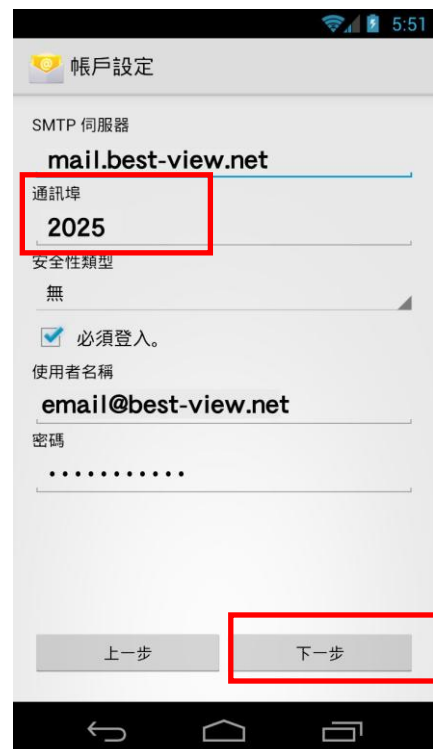 5:51
帳戶設定
SMTP 伺服器
mail.best-view.net
通訊埠
2025
安全性類型
無
必須登入。
使用者名稱
email@best-view.net
密碼
•••••••••••
上一步
下一步